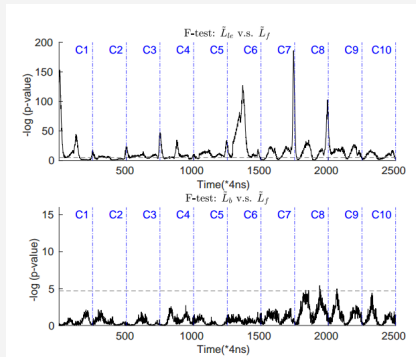 F-test: L̃_le v.s. L̃_f
-log (p-value)
200
150
100
50
0
C1 C2 C3 C4 C5 C6 C7 C8 C9 C10
500 1000 1500 2000 2500
Time(*4ns)
F-test: L̃_b v.s. L̃_f
-log (p-value)
15
10
5
0
C1 C2 C3 C4 C5 C6 C7 C8 C9 C10
0 500 1000 1500 2000 2500
Time(*4ns)